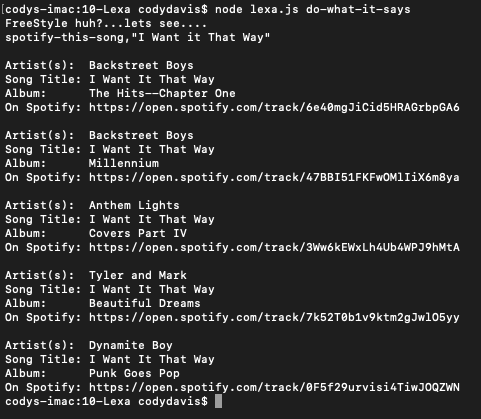 [codys-imac:10-Lexa codydavis$ node lexa.js do-what-it-says
FreeStyle huh?...lets see....
spotify-this-song,"I Want it That Way"
Artist(s):  Backstreet Boys
Song Title: I Want It That Way
Album:      The Hits--Chapter One
On Spotify: https://open.spotify.com/track/6e40mgJiCid5HRAGrbpGA6
Artist(s):  Backstreet Boys
Song Title: I Want It That Way
Album:      Millennium
On Spotify: https://open.spotify.com/track/47BBI51FKFwOMlIiX6m8ya
Artist(s):  Anthem Lights
Song Title: I Want It That Way
Album:      Covers Part IV
On Spotify: https://open.spotify.com/track/3Ww6kEWxLh4Ub4WPJ9hMtA
Artist(s):  Tyler and Mark
Song Title: I Want It That Way
Album:      Beautiful Dreams
On Spotify: https://open.spotify.com/track/7k52T0b1v9ktm2gJwlO5yy
Artist(s):  Dynamite Boy
Song Title: I Want It That Way
Album:      Punk Goes Pop
On Spotify: https://open.spotify.com/track/0F5f29urvisi4TiwJOQZWN
codys-imac:10-Lexa codydavis$